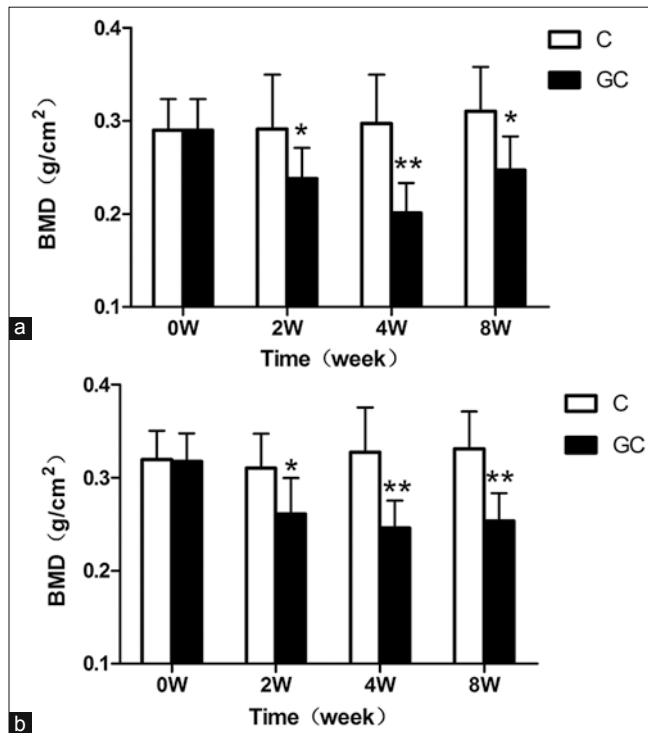 0.4
C
GC
0.3
*
**
*
BMD（g/cm²）
0.2
0.1
0W
2W
4W
8W
a
Time（week）
0.4
C
GC
0.3
*
**
**
BMD（g/cm²）
0.2
0.1
0W
2W
4W
8W
Time（week）
b